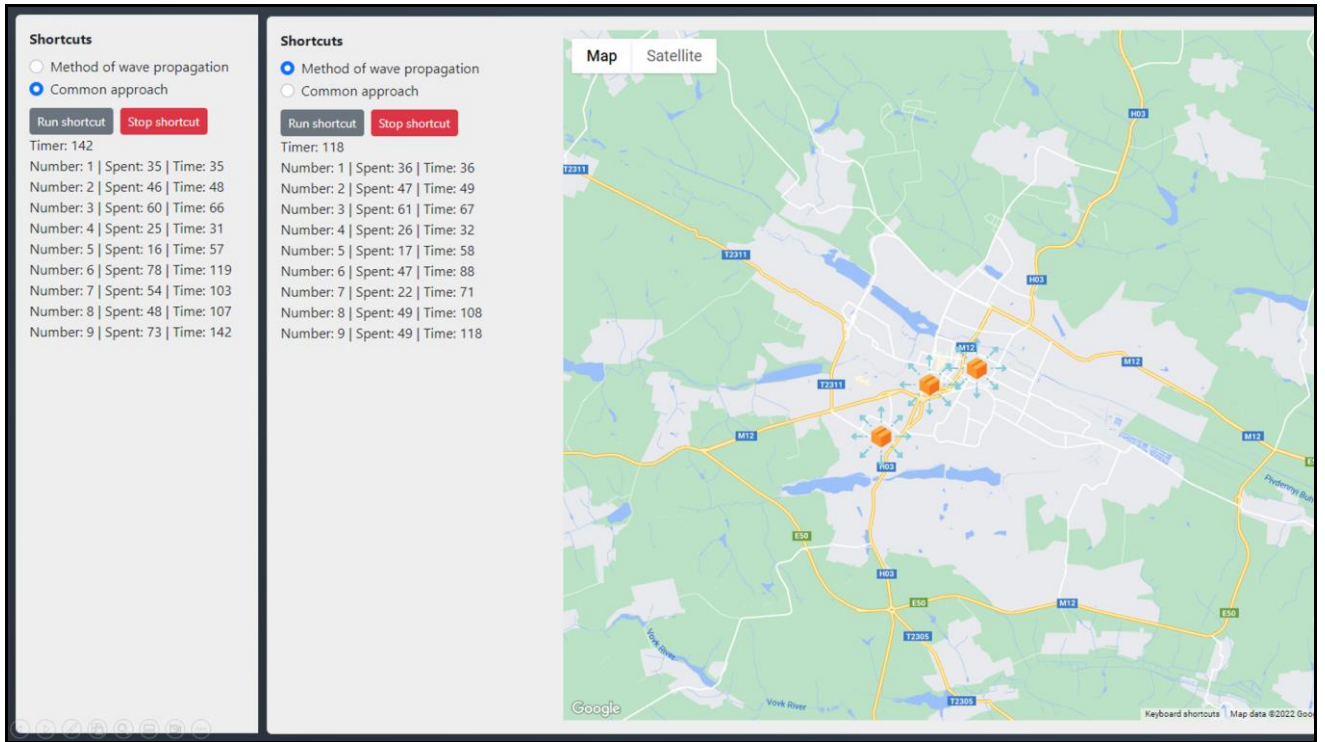 Shortcuts
Method of wave propagation
Common approach
Run shortcut Stop shortcut
Timer: 142
Number: 1 | Spent: 35 | Time: 35
Number: 2 | Spent: 46 | Time: 48
Number: 3 | Spent: 60 | Time: 66
Number: 4 | Spent: 25 | Time: 31
Number: 5 | Spent: 16 | Time: 57
Number: 6 | Spent: 78 | Time: 119
Number: 7 | Spent: 54 | Time: 103
Number: 8 | Spent: 48 | Time: 107
Number: 9 | Spent: 73 | Time: 142
Shortcuts
Method of wave propagation
Common approach
Run shortcut Stop shortcut
Timer: 118
Number: 1 | Spent: 36 | Time: 36
Number: 2 | Spent: 47 | Time: 49
Number: 3 | Spent: 61 | Time: 67
Number: 4 | Spent: 26 | Time: 32
Number: 5 | Spent: 17 | Time: 58
Number: 6 | Spent: 47 | Time: 88
Number: 7 | Spent: 22 | Time: 71
Number: 8 | Spent: 49 | Time: 108
Number: 9 | Spent: 49 | Time: 118
Map Satellite
H03
T2311
T2311
H03
M12
M12
T2311
M12
M12
H03
Pivdennyi Buh
E50
H03
E50
M12
E50
T2305
Vovk River
T2305
Vovk River
Google
Keyboard shortcuts Map data ©2022 Goo